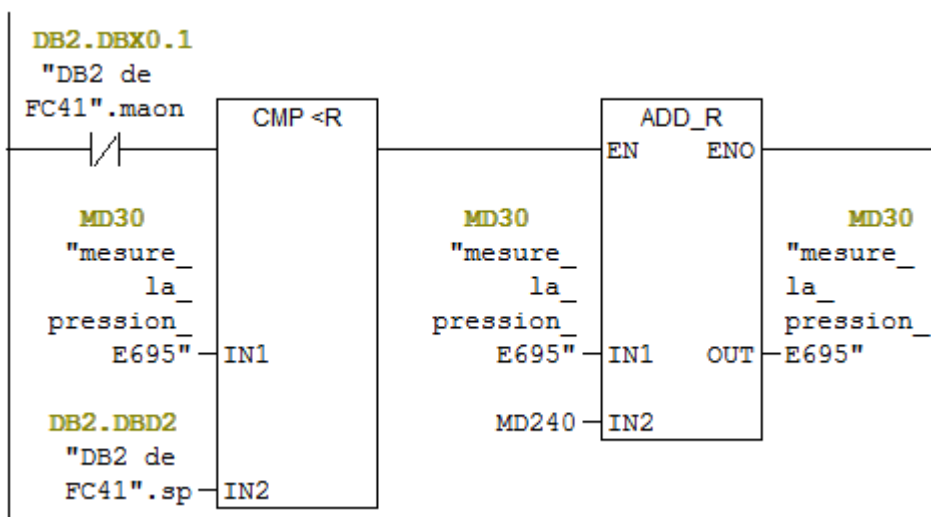 DB2.DBX0.1
"DB2 de
FC41".maon
CMP <R
MD30
"mesure_
la_
pression_
E695"
IN1
DB2.DBD2
"DB2 de
FC41".sp
IN2
ADD_R
EN ENO
MD30
"mesure_
la_
pression_
E695"
IN1
MD240
IN2
MD30
"mesure_
la_
pression_
E695"
OUT